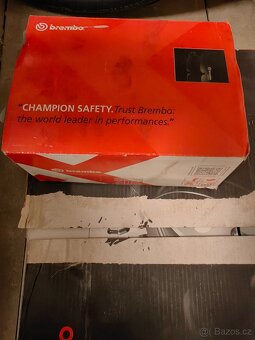 brembo
"CHAMPION SAFETY. Trust Brembo:
the world leader in performances."
brembo
Bazos.cz